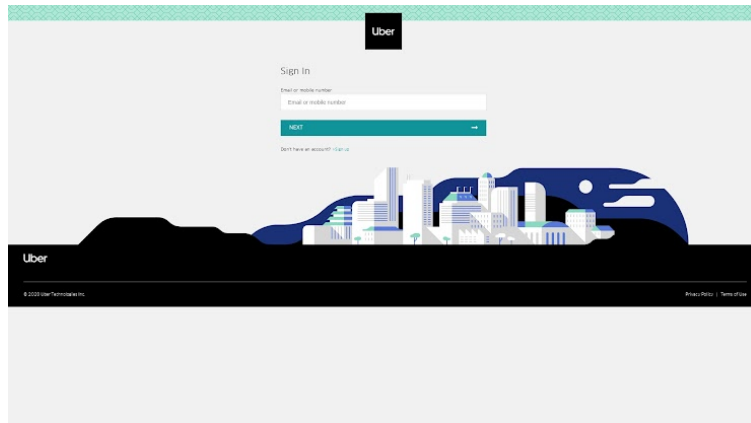 Uber
Sign In
Email or mobile number
Email or mobile number
NEXT
Don't have an account? Sign up
Uber
© 2020 Uber Technologies Inc.
Privacy Policy | Terms of Use